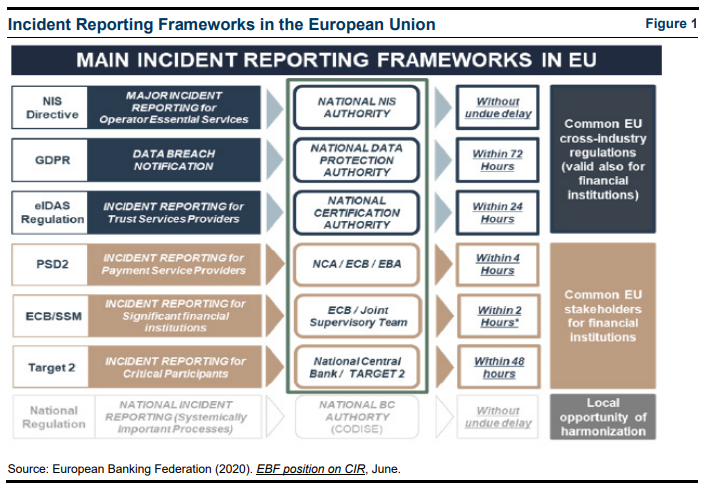 Incident Reporting Frameworks in the European Union
Figure 1
MAIN INCIDENT REPORTING FRAMEWORKS IN EU
NIS
Directive
MAJOR INCIDENT
REPORTING for
Operator Essential Services
NATIONAL NIS
AUTHORITY
Without
undue delay
GDPR
DATA BREACH
NOTIFICATION
NATIONAL DATA
PROTECTION
AUTHORITY
Within 72
Hours
eIDAS
Regulation
INCIDENT REPORTING for
Trust Services Providers
NATIONAL
CERTIFICATION
AUTHORITY
Within 24
Hours
Common EU
cross-industry
regulations
(valid also for
financial
institutions)
PSD2
INCIDENT REPORTING for
Payment Service Providers
NCA / ECB / EBA
Within 4
Hours
ECB/SSM
INCIDENT REPORTING for
Significant financial
institutions
ECB / Joint
Supervisory Team
Within 2
Hours*
Target 2
INCIDENT REPORTING for
Critical Participants
National Central
Bank / TARGET 2
Within 48
hours
Common EU
stakeholders
for financial
institutions
National
Regulation
NATIONAL INCIDENT
REPORTING (Systemically
Important Processes)
NATIONAL BC
AUTHORTY
(CODISE)
Without
undue delay
Local
opportunity of
harmonization
Source: European Banking Federation (2020). EBF position on CIR, June.